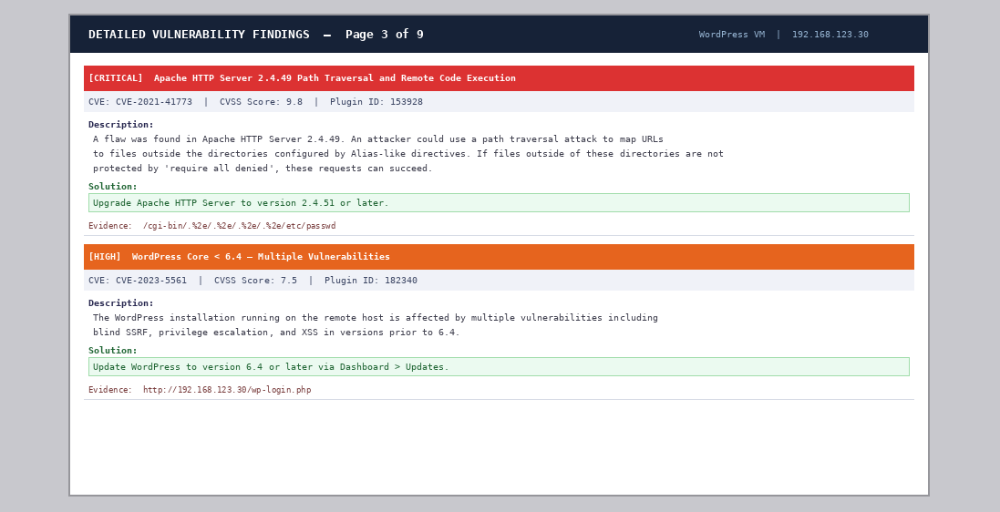 DETAILED VULNERABILITY FINDINGS — Page 3 of 9
WordPress VM | 192.168.123.30
[CRITICAL] Apache HTTP Server 2.4.49 Path Traversal and Remote Code Execution
CVE: CVE-2021-41773 | CVSS Score: 9.8 | Plugin ID: 153928
Description:
A flaw was found in Apache HTTP Server 2.4.49. An attacker could use a path traversal attack to map URLs
to files outside the directories configured by Alias-like directives. If files outside of these directories are not
protected by 'require all denied', these requests can succeed.
Solution:
Upgrade Apache HTTP Server to version 2.4.51 or later.
Evidence: /cgi-bin/.%2e/.%2e/.%2e/.%2e/etc/passwd
[HIGH] WordPress Core < 6.4 — Multiple Vulnerabilities
CVE: CVE-2023-5561 | CVSS Score: 7.5 | Plugin ID: 182340
Description:
The WordPress installation running on the remote host is affected by multiple vulnerabilities including
blind SSRF, privilege escalation, and XSS in versions prior to 6.4.
Solution:
Update WordPress to version 6.4 or later via Dashboard > Updates.
Evidence: http://192.168.123.30/wp-login.php